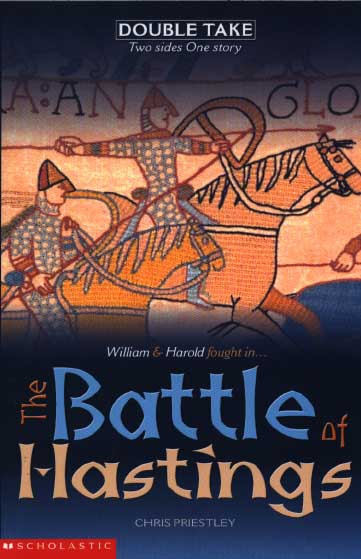 DOUBLE TAKE
Two sides One story
A:AN GLO
William & Harold fought in...
The Battle of
Hastings
CHRIS PRIESTLEY
SCHOLASTIC